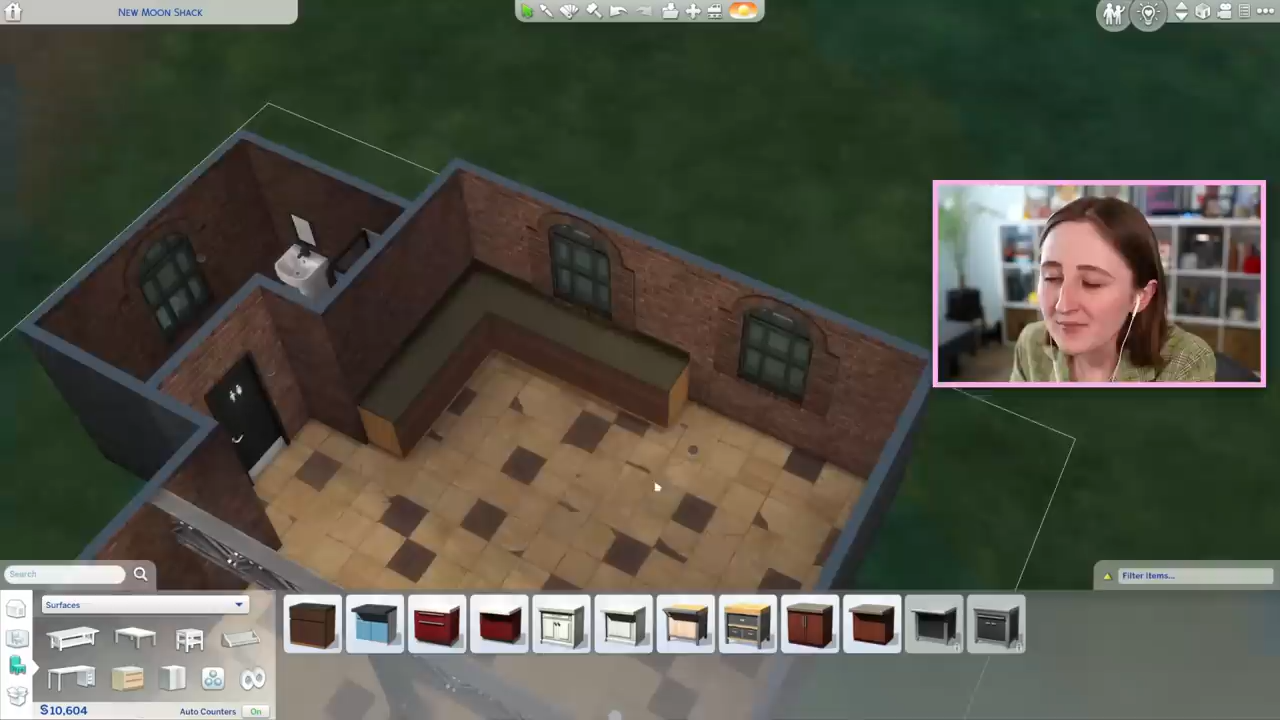 New Moon Shack
Search
Filter items...
Surfaces
§10,604
Auto Counters
On